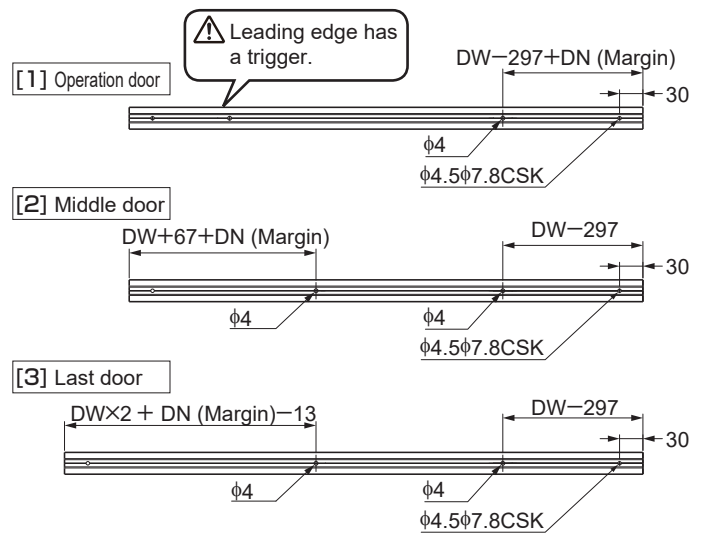 Leading edge has
a trigger.
[1] Operation door
DW−297+DN (Margin)
30
ϕ4
ϕ4.5ϕ7.8CSK
[2] Middle door
DW+67+DN (Margin)
DW−297
30
ϕ4
ϕ4
ϕ4.5ϕ7.8CSK
[3] Last door
DW×2 + DN (Margin)−13
DW−297
30
ϕ4
ϕ4
ϕ4.5ϕ7.8CSK